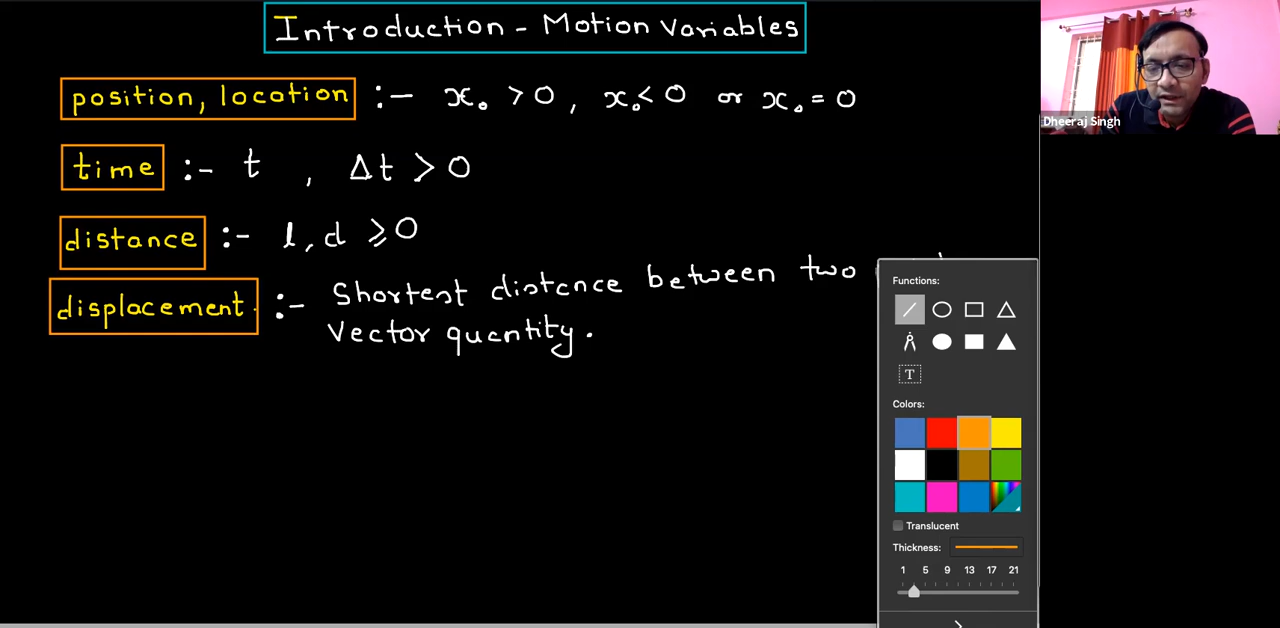 Introduction - Motion Variables
Dheeraj Singh
position, location :- x₀ > 0, x₀ < 0 or x₀ = 0
time :- t , Δt > 0
distance :- l, d ⩾ 0
displacement :- Shortest distance between two
Vector quantity.
Functions:
T
Colors:
Translucent
Thickness:
1 5 9 13 17 21